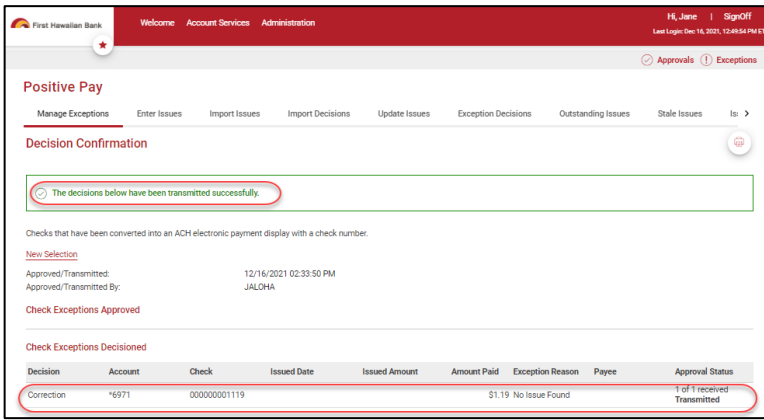 First Hawaiian Bank Welcome Account Services Administration Hi, Jane | SignOff
Last Login: Dec 16, 2021, 12:49:54 PM ET
Approvals Exceptions
Positive Pay
Manage Exceptions Enter Issues Import Issues Import Decisions Update Issues Exception Decisions Outstanding Issues Stale Issues
Decision Confirmation
The decisions below have been transmitted successfully.
Checks that have been converted into an ACH electronic payment display with a check number.
New Selection
Approved/Transmitted: 12/16/2021 02:33:50 PM
Approved/Transmitted By: JALOHA
Check Exceptions Approved
Check Exceptions Decisioned
Decision Account Check Issued Date Issued Amount Amount Paid Exception Reason Payee Approval Status
Correction *6971 000000001119 $1.19 No Issue Found 1 of 1 received
Transmitted